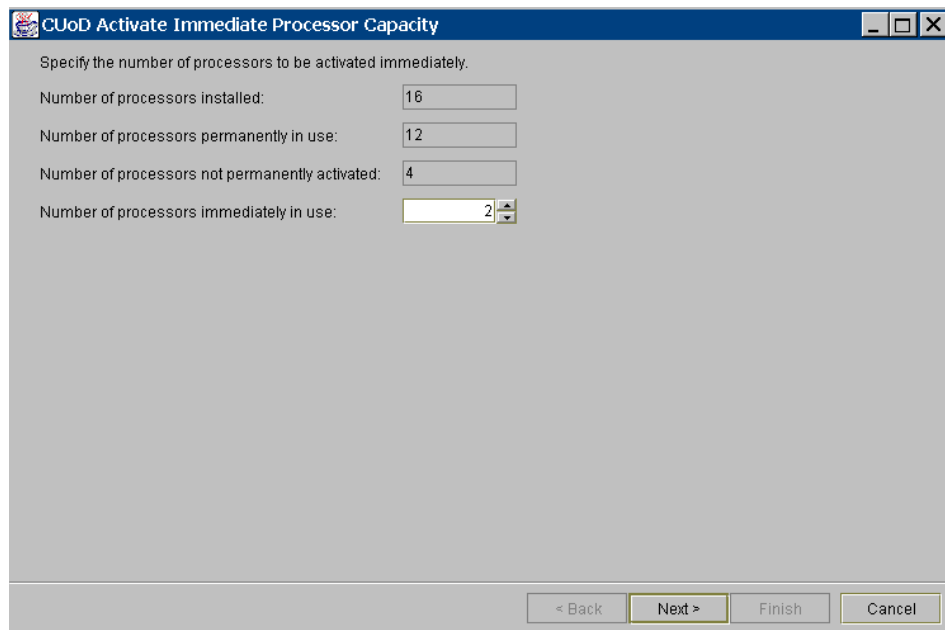 CUoD Activate Immediate Processor Capacity
Specify the number of processors to be activated immediately.
Number of processors installed: 16
Number of processors permanently in use: 12
Number of processors not permanently activated: 4
Number of processors immediately in use: 2
< Back Next > Finish Cancel